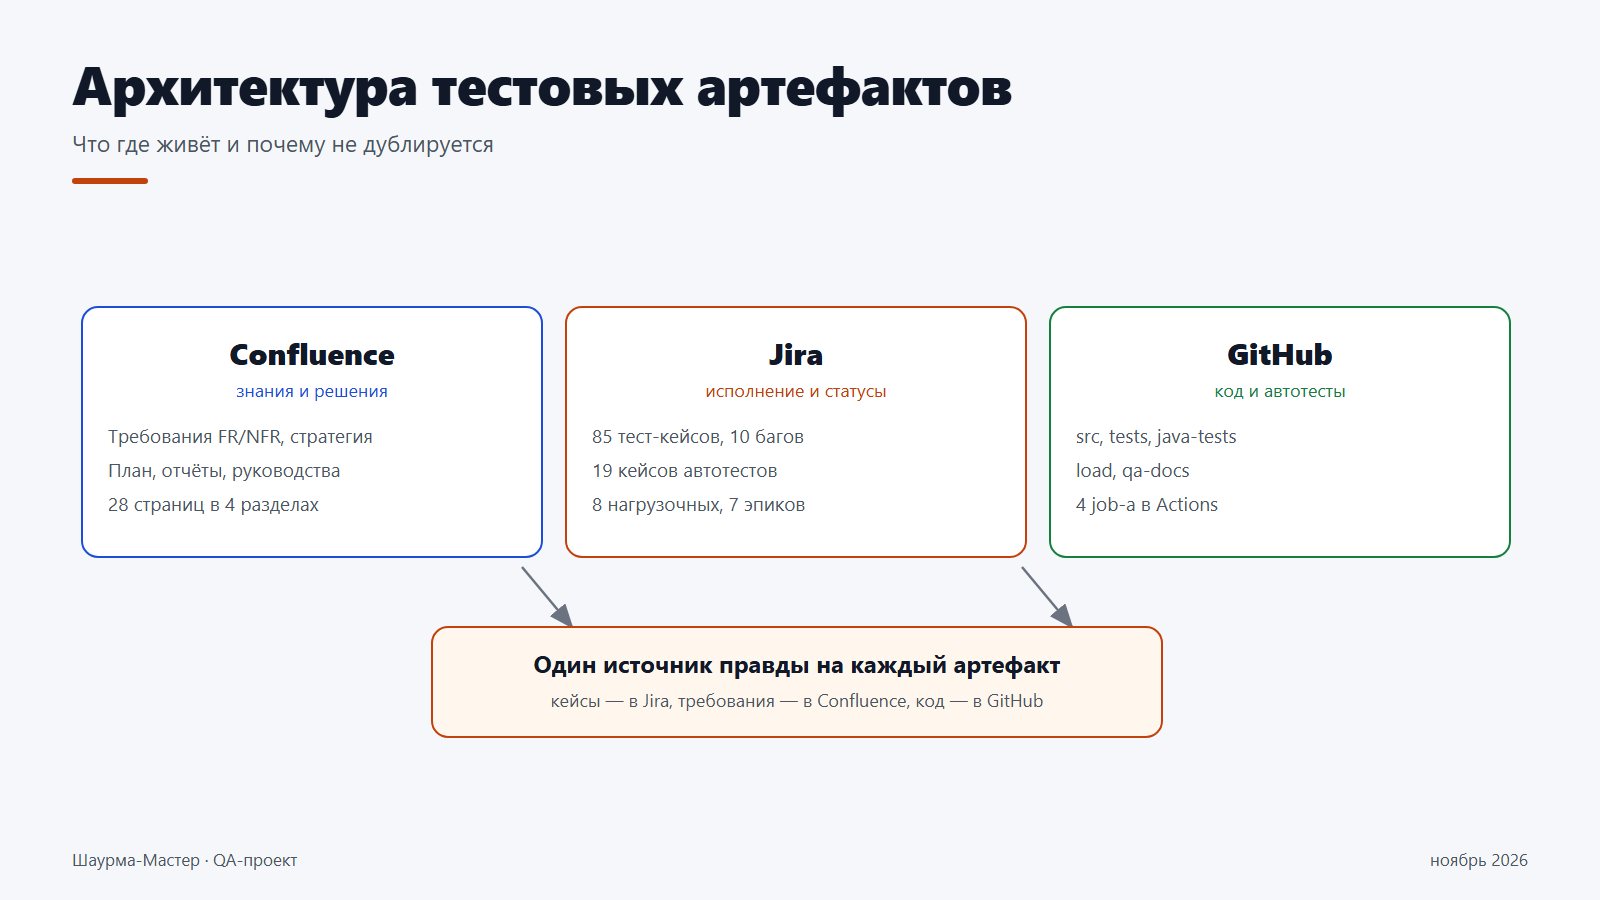 Архитектура тестовых артефактов
Что где живёт и почему не дублируется
Confluence
знания и решения
Требования FR/NFR, стратегия
План, отчёты, руководства
28 страниц в 4 разделах
Jira
исполнение и статусы
85 тест-кейсов, 10 багов
19 кейсов автотестов
8 нагрузочных, 7 эпиков
GitHub
код и автотесты
src, tests, java-tests
load, qa-docs
4 job-а в Actions
Один источник правды на каждый артефакт
кейсы — в Jira, требования — в Confluence, код — в GitHub
Шаурма-Мастер · QA-проект
ноябрь 2026